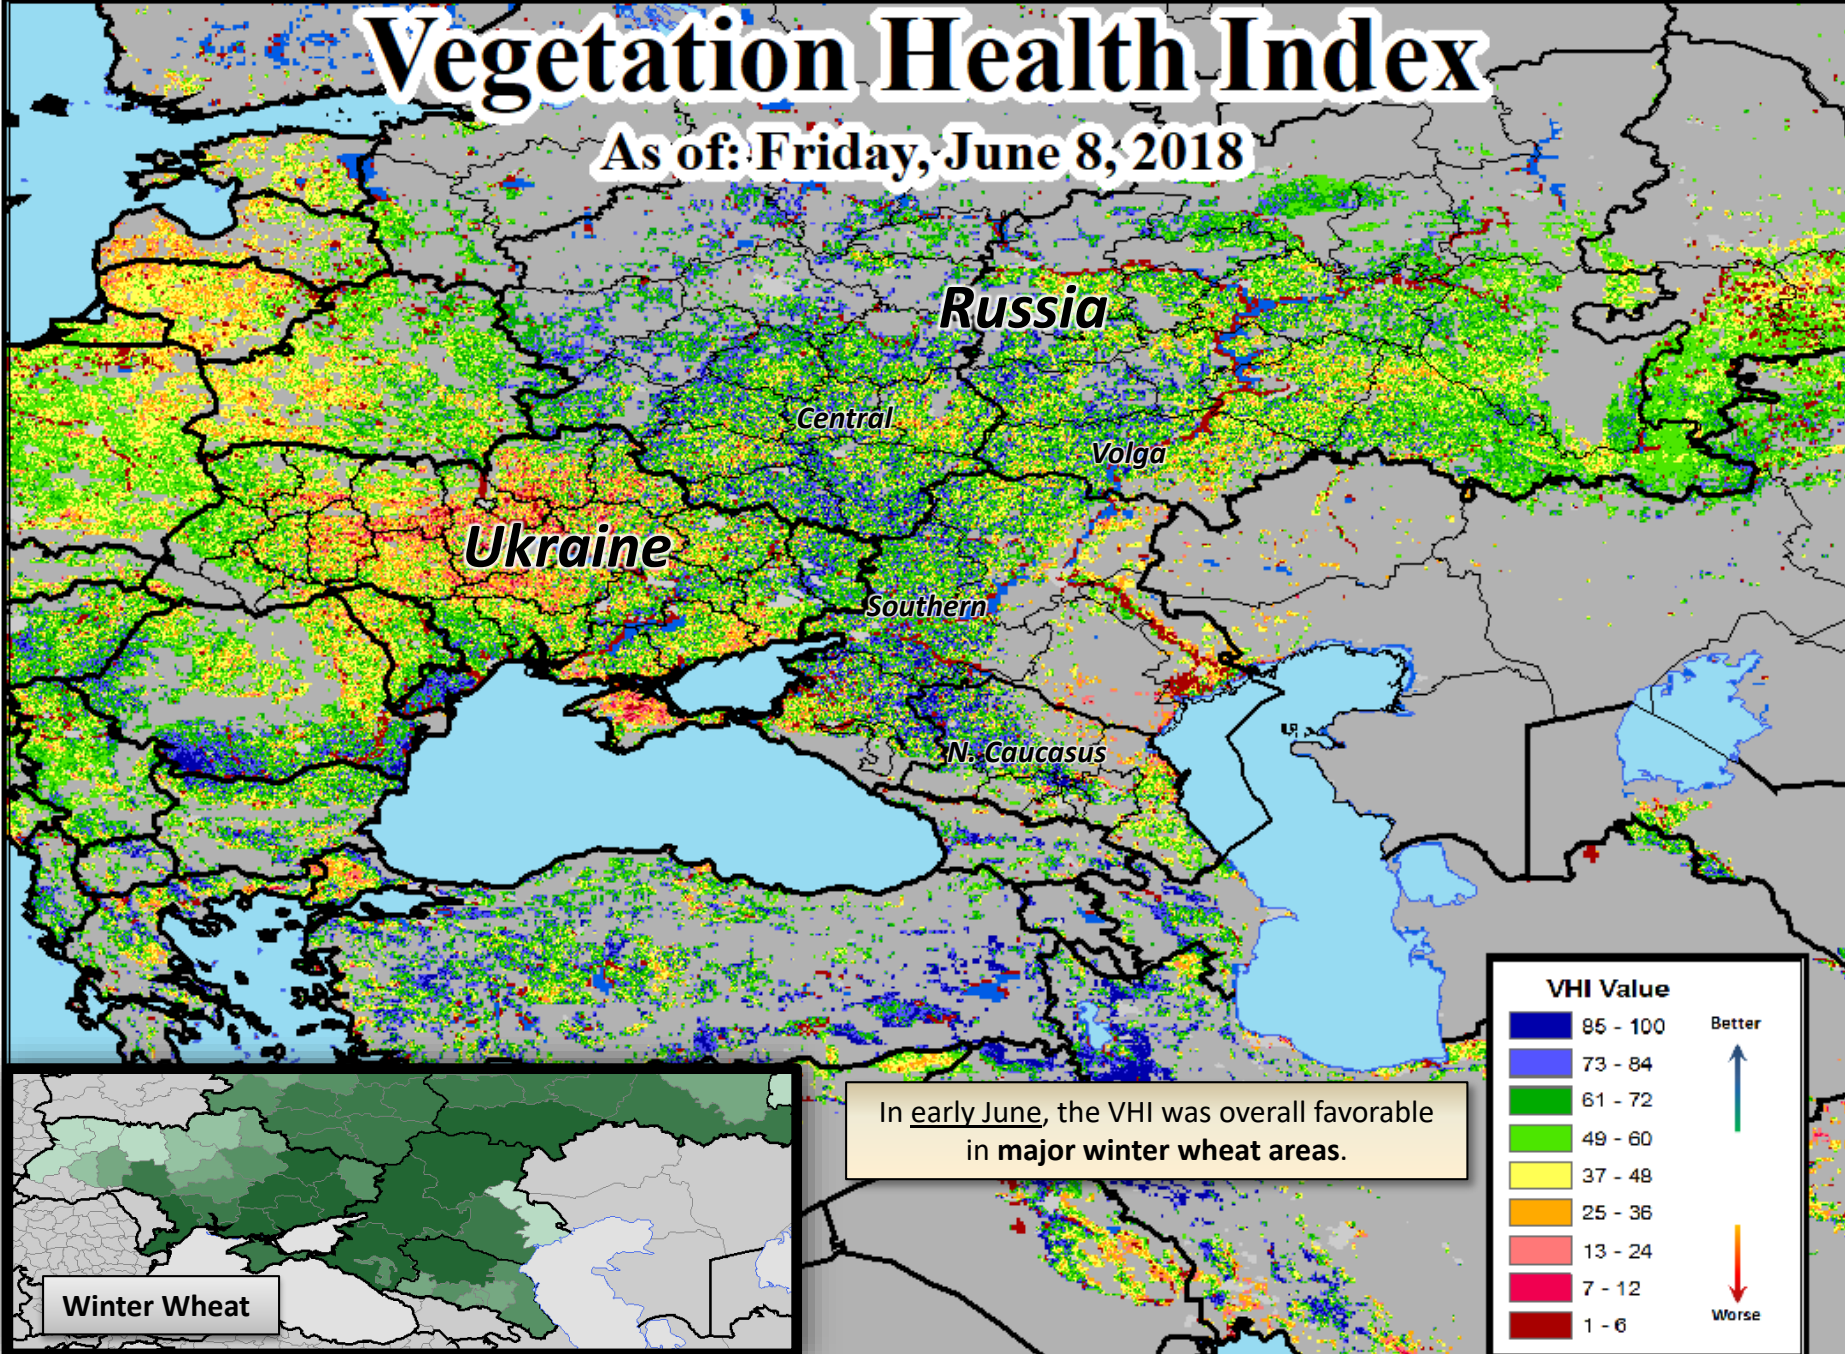 Vegetation Health Index
As of: Friday, June 8, 2018
Russia
Central
Volga
Ukraine
Southern
N. Caucasus
VHI Value
85 - 100
Better
73 - 84
61 - 72
49 - 60
37 - 48
25 - 36
13 - 24
7 - 12
1 - 6
Worse
In early June, the VHI was overall favorable
in major winter wheat areas.
Winter Wheat